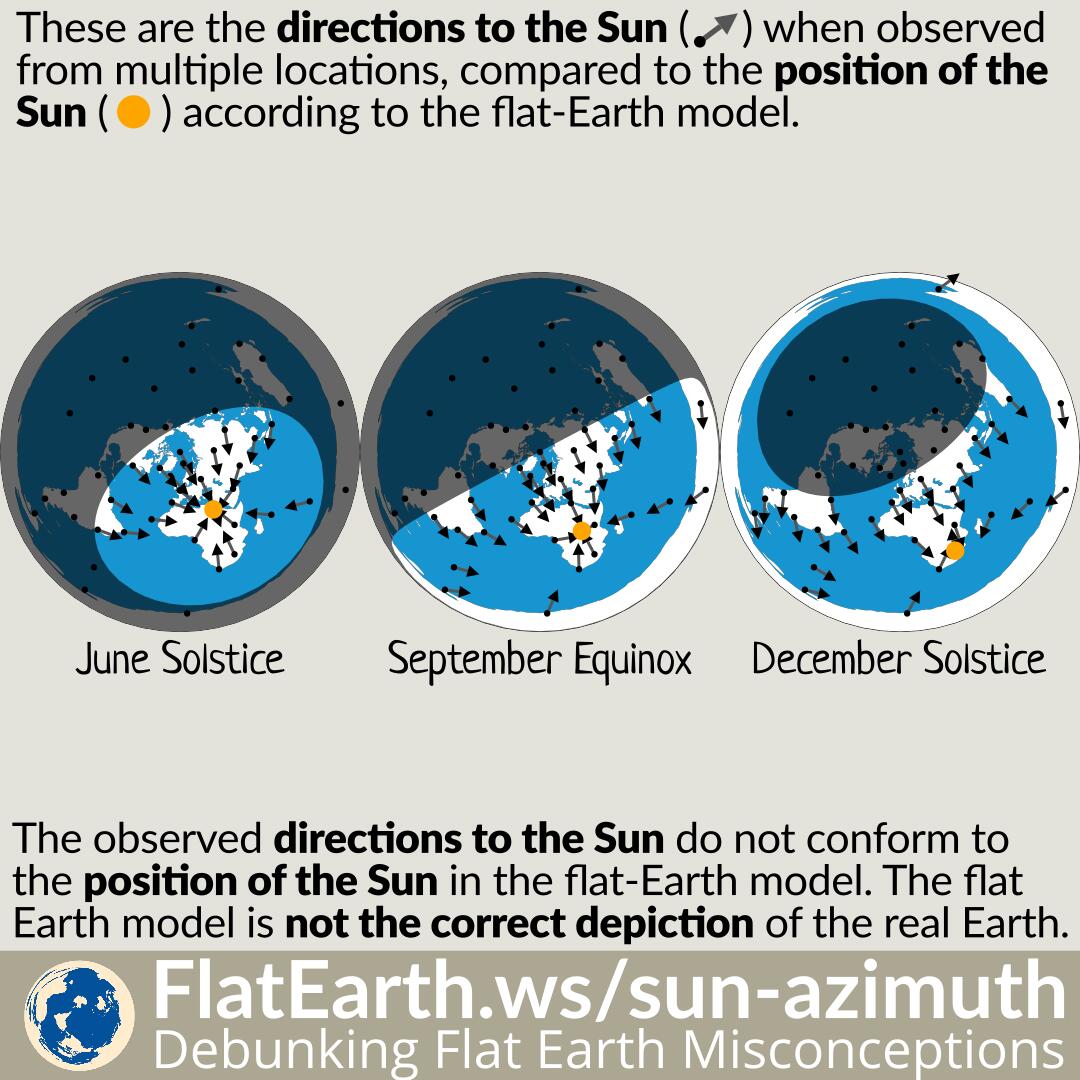 These are the directions to the Sun ( ) when observed
from multiple locations, compared to the position of the
Sun ( ) according to the flat-Earth model.
June Solstice
September Equinox
December Solstice
The observed directions to the Sun do not conform to
the position of the Sun in the flat-Earth model. The flat
Earth model is not the correct depiction of the real Earth.
FlatEarth.ws/sun-azimuth
Debunking Flat Earth Misconceptions